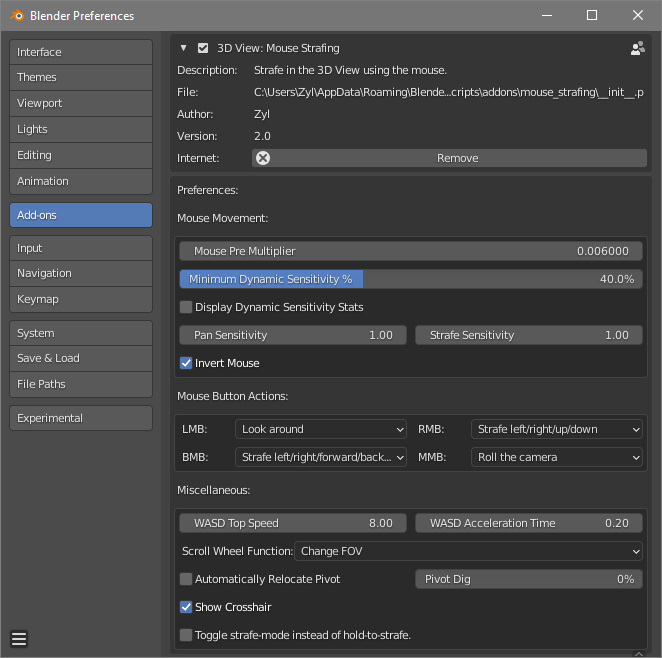 Blender Preferences
Interface
Themes
Viewport
Lights
Editing
Animation
Add-ons
Input
Navigation
Keymap
System
Save & Load
File Paths
Experimental
3D View: Mouse Strafing
Description: Strafe in the 3D View using the mouse.
File: C:\Users\Zyl\AppData\Roaming\Blende...cripts\addons\mouse_strafing\__init__.p
Author: Zyl
Version: 2.0
Internet: Remove
Preferences:
Mouse Movement:
Mouse Pre Multiplier 0.006000
Minimum Dynamic Sensitivity % 40.0%
Display Dynamic Sensitivity Stats
Pan Sensitivity 1.00 Strafe Sensitivity 1.00
Invert Mouse
Mouse Button Actions:
LMB: Look around RMB: Strafe left/right/up/down
BMB: Strafe left/right/forward/back... MMB: Roll the camera
Miscellaneous:
WASD Top Speed 8.00 WASD Acceleration Time 0.20
Scroll Wheel Function: Change FOV
Automatically Relocate Pivot Pivot Dig 0%
Show Crosshair
Toggle strafe-mode instead of hold-to-strafe.